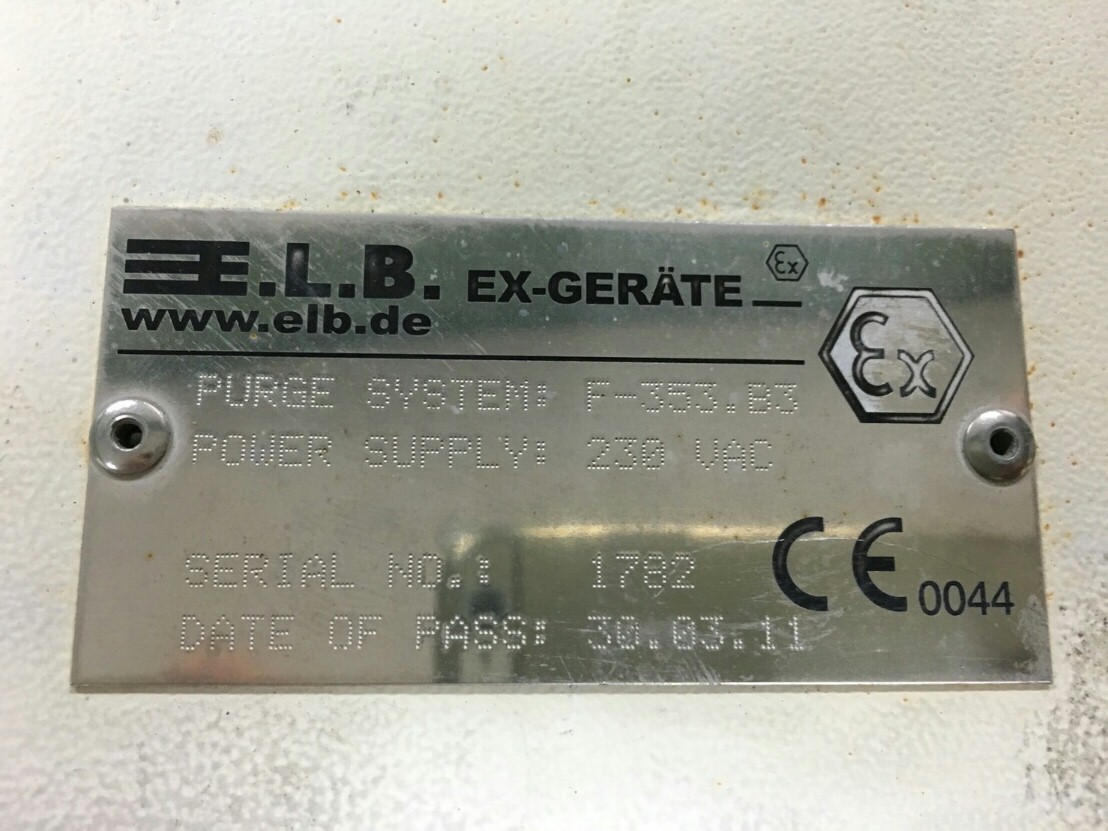 E.L.B. EX-GERÄTE Ex
www.elb.de
Ex
PURGE SYSTEM: F-353.B3
POWER SUPPLY: 230 VAC
SERIAL NO.: 1782
CE 0044
DATE OF PASS: 30.03.11